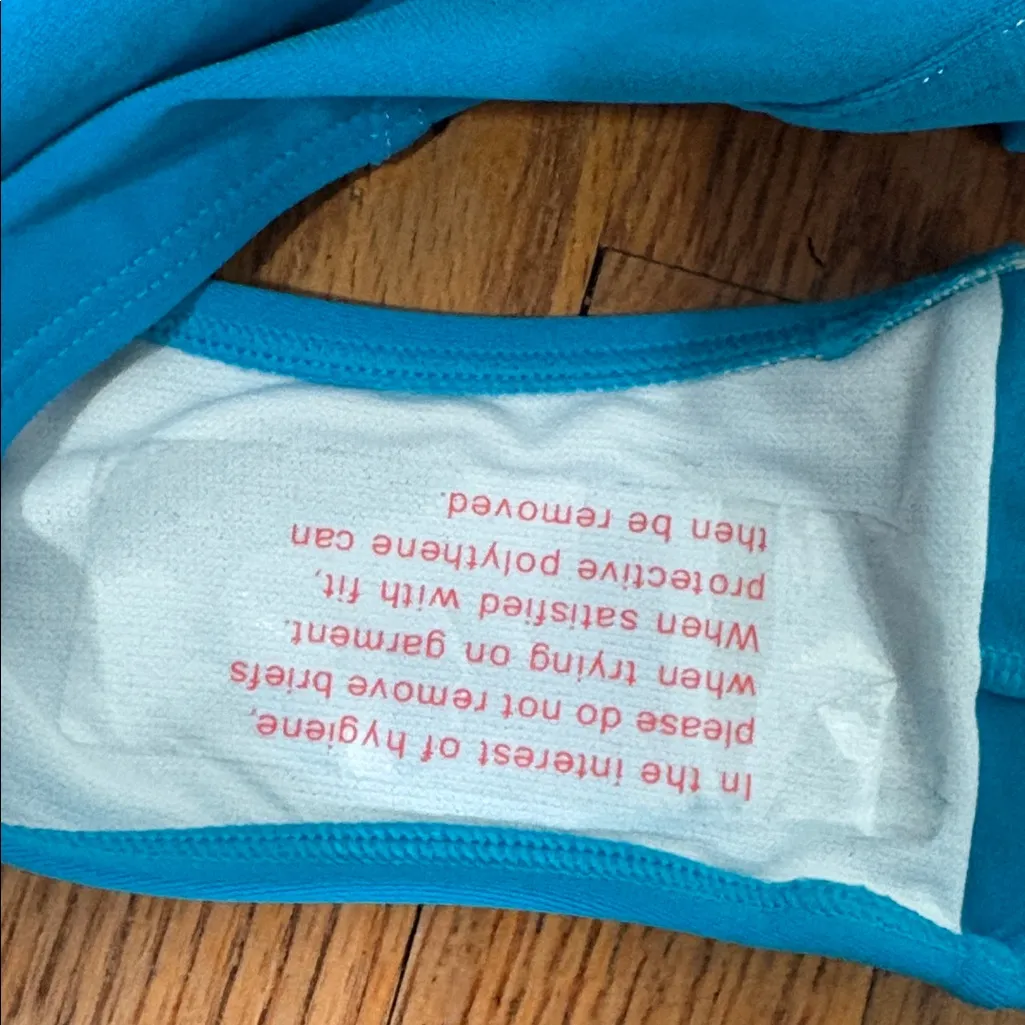 In the interest of hygiene,
please do not remove briefs
when trying on garment.
When satisfied with fit,
protective polythene can
then be removed.